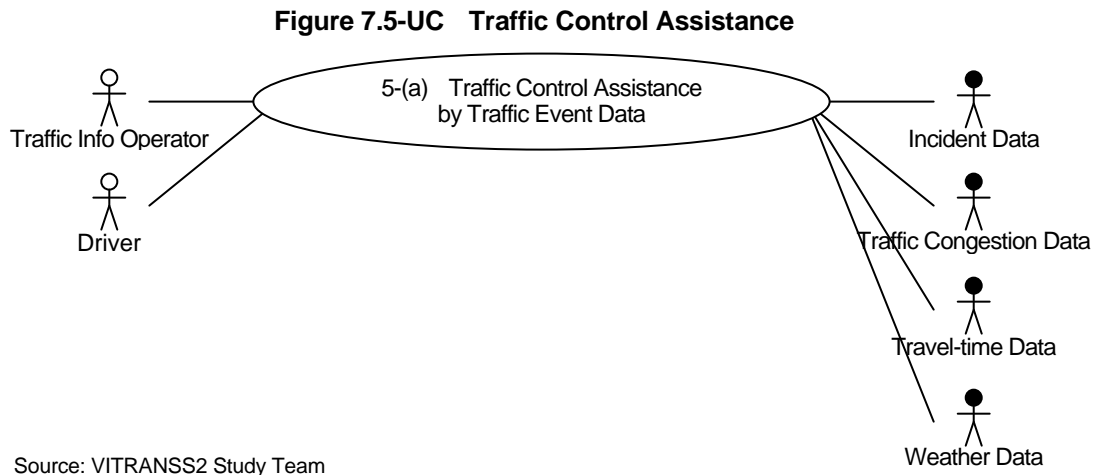 Figure 7.5-UC Traffic Control Assistance
5-(a) Traffic Control Assistance
by Traffic Event Data
Traffic Info Operator
Driver
Incident Data
Traffic Congestion Data
Travel-time Data
Weather Data
Source: VITRANSS2 Study Team